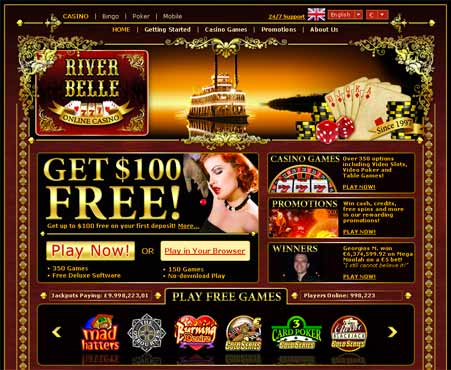 CASINO | Bingo | Poker | Mobile
24/7 Support
English
€
HOME | Getting Started | Casino Games | Promotions | About Us
RIVER
BELLE
777
ONLINE CASINO
Since 1997
GET $100
FREE!
Get up to $100 free on your first deposit! More...
Play Now!
OR
Play in Your Browser
• 350 Games
• Free Deluxe Software
• 150 Games
• No-download Play
CASINO GAMES
Over 350 options
including Video Slots,
Video Poker and
Table Games!
PLAY NOW!
PROMOTIONS
Win cash, credits,
free spins and more
in our rewarding
promotions!
PLAY NOW!
WINNERS
Georgios M. won
€6,374,599.92 on Mega
Moolah on a £5 bet!
"I still cannot believe it!"
PLAY NOW!
Jackpots Paying: £9.998,223,01
PLAY FREE GAMES
Players Online: 998,223
mad
hatters
Burning
Desire
GOLD SERIES
3
CARD POKER
GOLD SERIES
Classic
BLACKJACK
GOLD SERIES